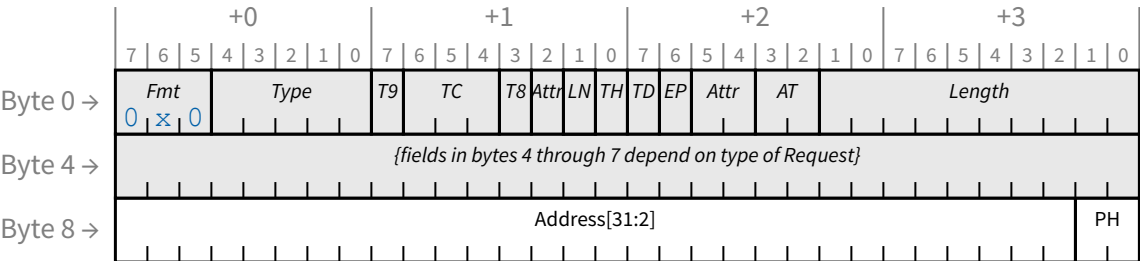 +0 +1 +2 +3
7 6 5 4 3 2 1 0 7 6 5 4 3 2 1 0 7 6 5 4 3 2 1 0 7 6 5 4 3 2 1 0
Byte 0 → Fmt Type T9 TC T8 Attr LN TH TD EP Attr AT Length
0 x 0
Byte 4 → {fields in bytes 4 through 7 depend on type of Request}
Byte 8 → Address[31:2] PH